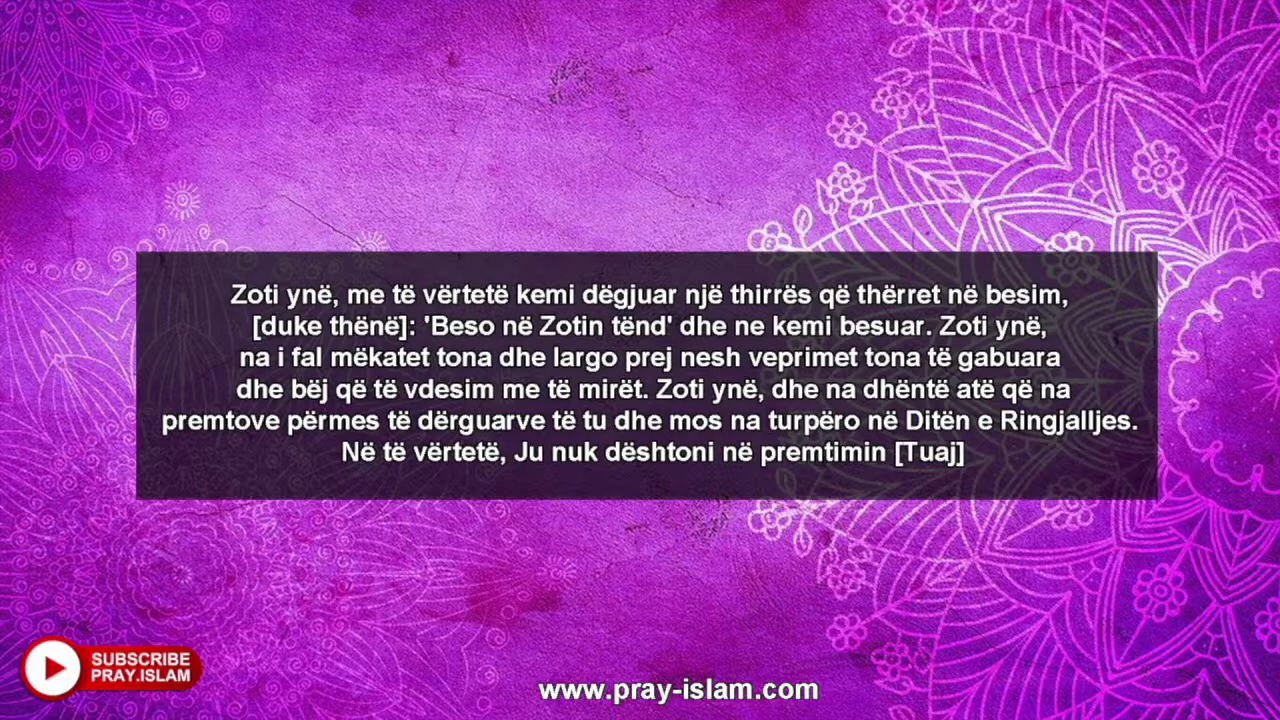 Zoti ynë, me të vërtetë kemi dëgjuar një thirrës që thërret në besim,
[duke thënë]: 'Beso në Zotin tënd' dhe ne kemi besuar. Zoti ynë,
na i fal mëkatet tona dhe largo prej nesh veprimet tona të gabuara
dhe bëj që të vdesim me të mirët. Zoti ynë, dhe na dhëntë atë që na
premtove përmes të dërguarve të tu dhe mos na turpëro në Ditën e Ringjalljes.
Në të vërtetë, Ju nuk dështoni në premtimin [Tuaj]
SUBSCRIBE
PRAY.ISLAM
www.pray-islam.com